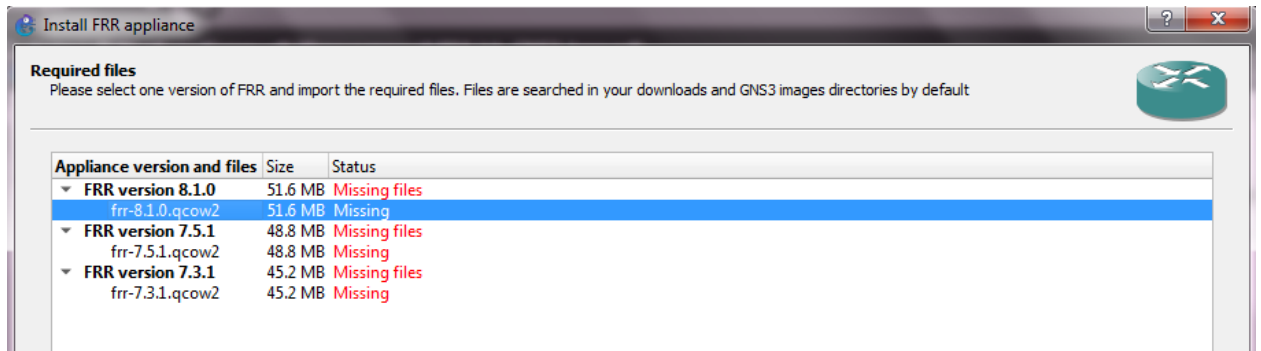 Install FRR appliance
Required files
Please select one version of FRR and import the required files. Files are searched in your downloads and GNS3 images directories by default
Appliance version and files Size Status
FRR version 8.1.0 51.6 MB Missing files
frr-8.1.0.qcow2 51.6 MB Missing
FRR version 7.5.1 48.8 MB Missing files
frr-7.5.1.qcow2 48.8 MB Missing
FRR version 7.3.1 45.2 MB Missing files
frr-7.3.1.qcow2 45.2 MB Missing